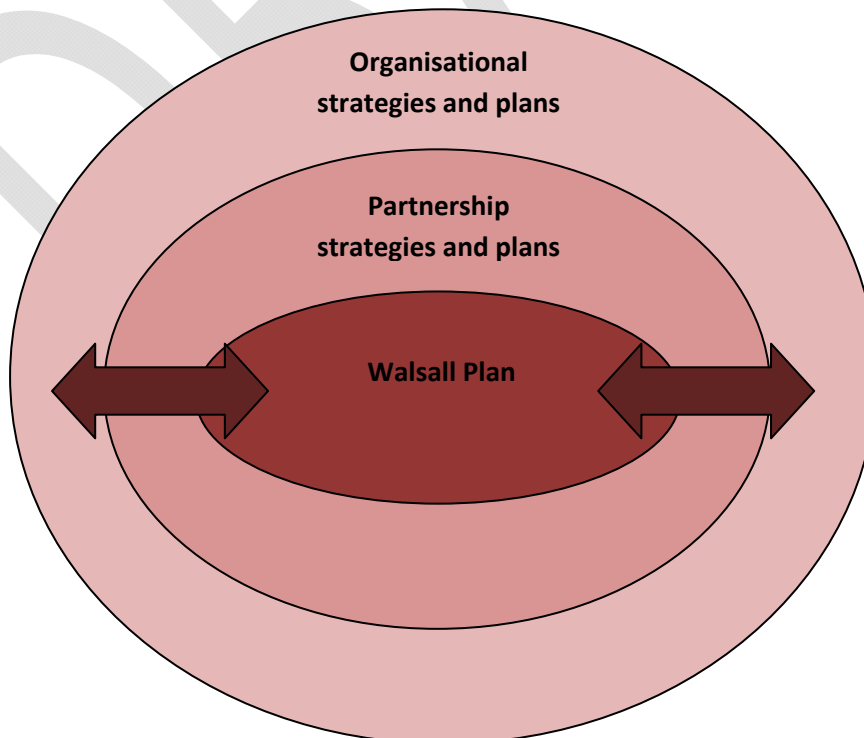 Organisational
strategies and plans
Partnership
strategies and plans
Walsall Plan